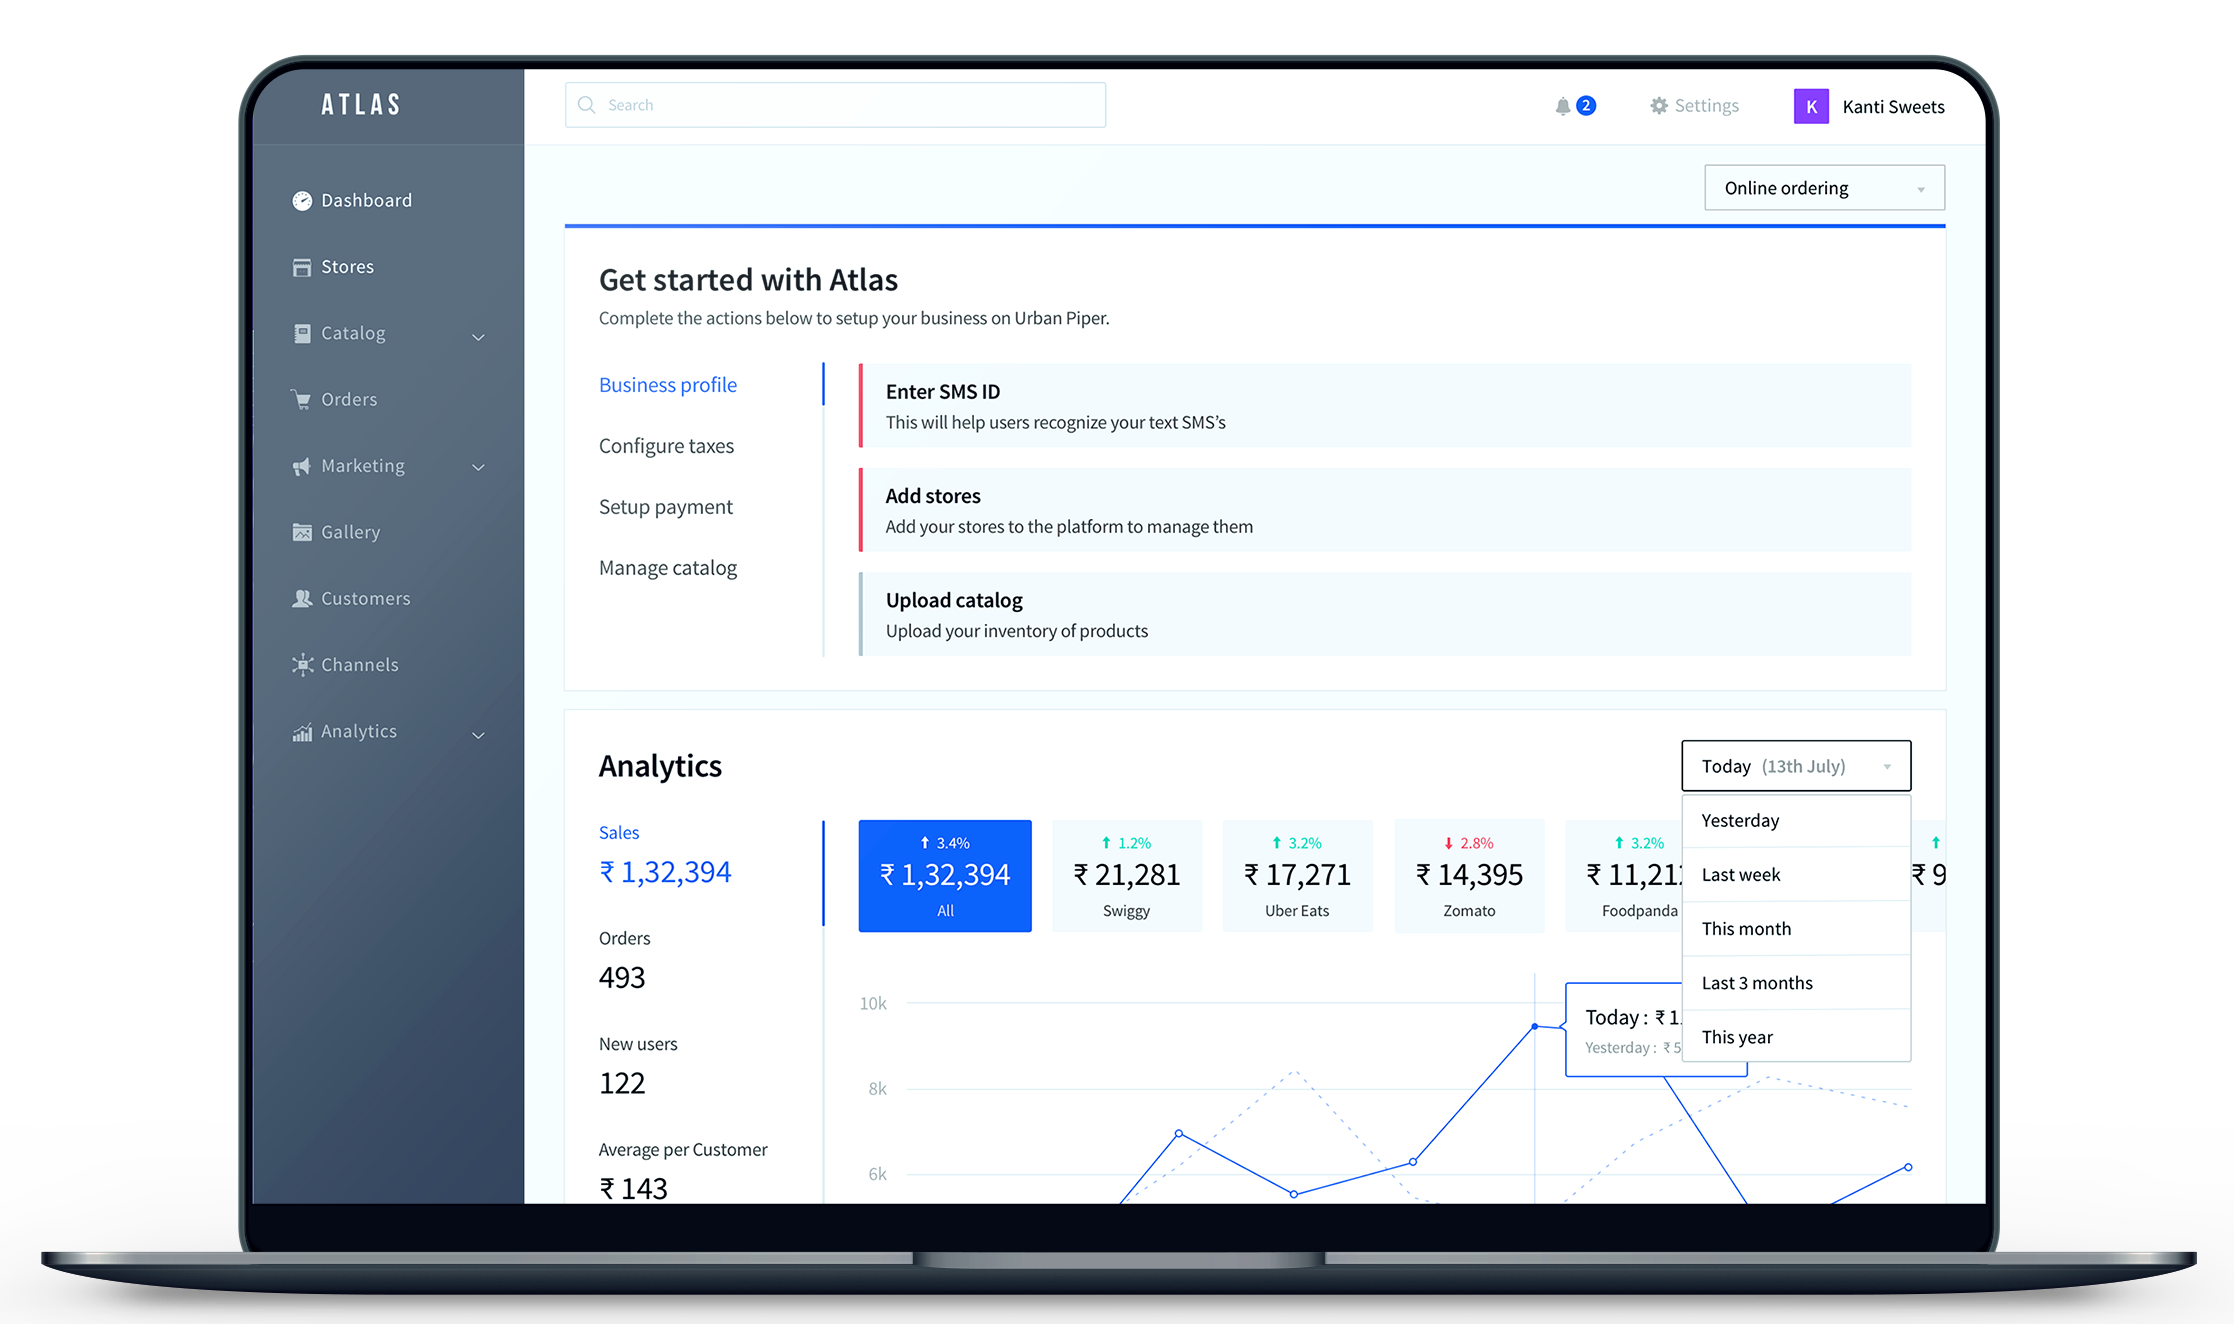 ATLAS
Search
2
Settings
K
Kanti Sweets
Online ordering
Dashboard
Stores
Catalog
Orders
Marketing
Gallery
Customers
Channels
Analytics
Get started with Atlas
Complete the actions below to setup your business on Urban Piper.
Business profile
Configure taxes
Setup payment
Manage catalog
Enter SMS ID
This will help users recognize your text SMS’s
Add stores
Add your stores to the platform to manage them
Upload catalog
Upload your inventory of products
Analytics
Today (13th July)
Yesterday
Last week
This month
Last 3 months
This year
Sales
₹ 1,32,394
Orders
493
New users
122
Average per Customer
₹ 143
3.4%
₹ 1,32,394
All
1.2%
₹ 21,281
Swiggy
3.2%
₹ 17,271
Uber Eats
2.8%
₹ 14,395
Zomato
3.2%
₹ 11,21
Foodpanda
₹ 9
10k
8k
6k
Today : ₹ 1
Yesterday : ₹ 5